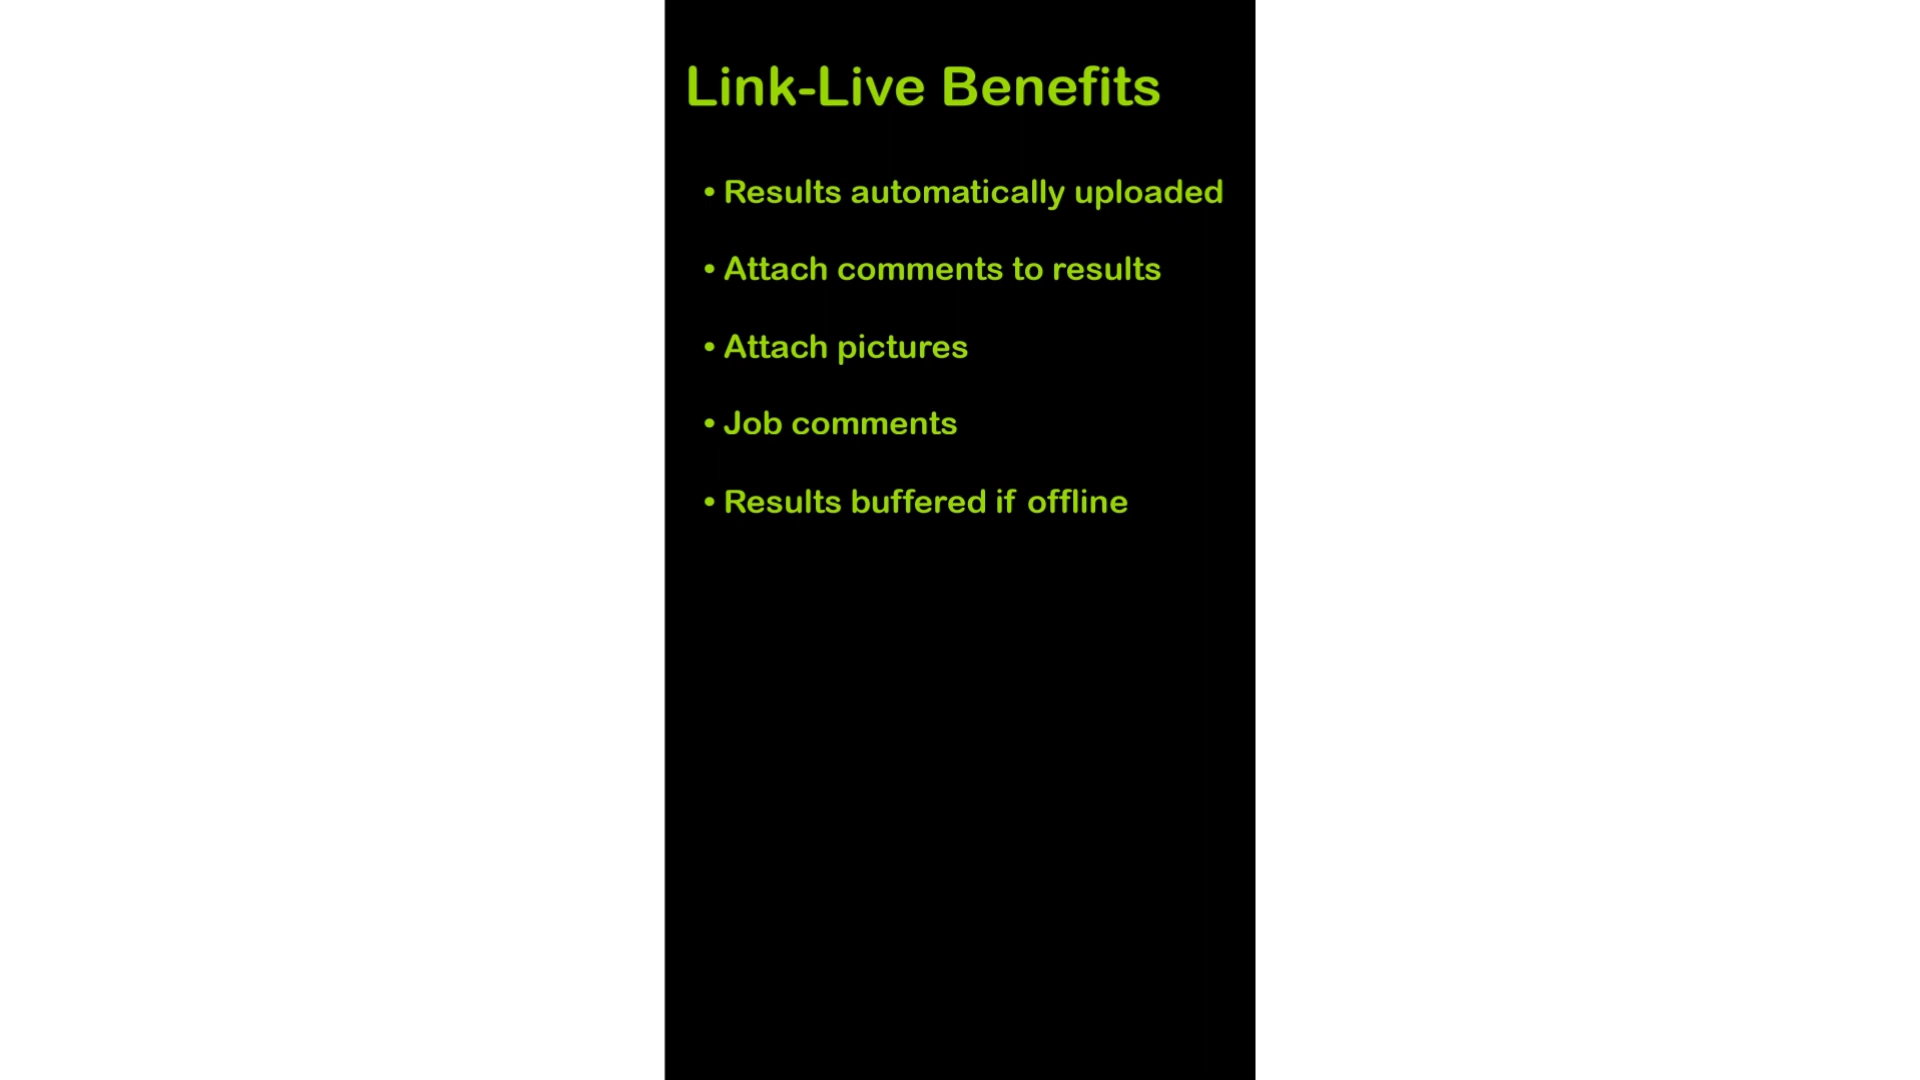 Link-Live Benefits
• Results automatically uploaded
• Attach comments to results
• Attach pictures
• Job comments
• Results buffered if offline